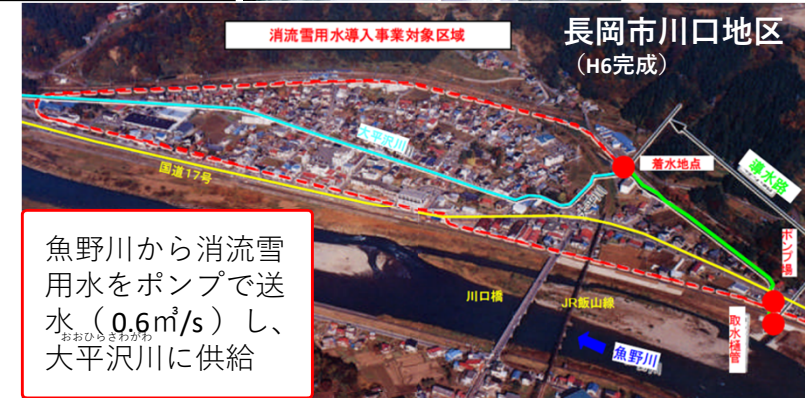 消流雪用水導入事業対象区域
長岡市川口地区
（H6完成）
大平沢川
着水地点
導水路
国道17号
ポンプ場
魚野川から消流雪
用水をポンプで送
水（0.6㎥/s）し、
おおひらさわがわ
大平沢川に供給
川口橋
JR飯山線
取水樋管
魚野川